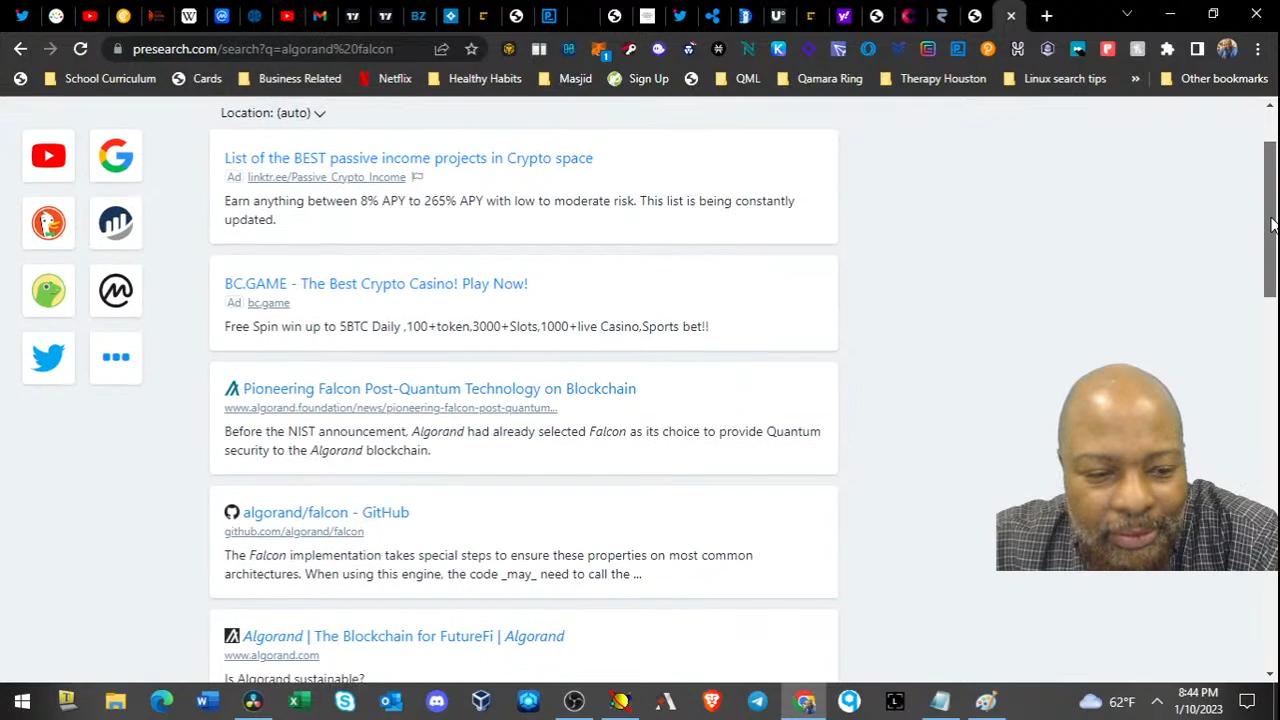 presearch.com/search?q=algorand%20falcon
School Curriculum
Cards
Business Related
Netflix
Healthy Habits
Masjid
Sign Up
QML
Qamara Ring
Therapy Houston
Linux search tips
»
Other bookmarks
Location: (auto)
List of the BEST passive income projects in Crypto space
Ad linktr.ee/Passive_Crypto_Income
Earn anything between 8% APY to 265% APY with low to moderate risk. This list is being constantly
updated.
BC.GAME - The Best Crypto Casino! Play Now!
Ad bc.game
Free Spin win up to 5BTC Daily ,100+token,3000+Slots,1000+live Casino,Sports bet!!
Pioneering Falcon Post-Quantum Technology on Blockchain
www.algorand.foundation/news/pioneering-falcon-post-quantum...
Before the NIST announcement, Algorand had already selected Falcon as its choice to provide Quantum
security to the Algorand blockchain.
algorand/falcon - GitHub
github.com/algorand/falcon
The Falcon implementation takes special steps to ensure these properties on most common
architectures. When using this engine, the code _may_ need to call the ...
Algorand | The Blockchain for FutureFi | Algorand
www.algorand.com
Is Algorand sustainable?
62°F
8:44 PM
1/10/2023